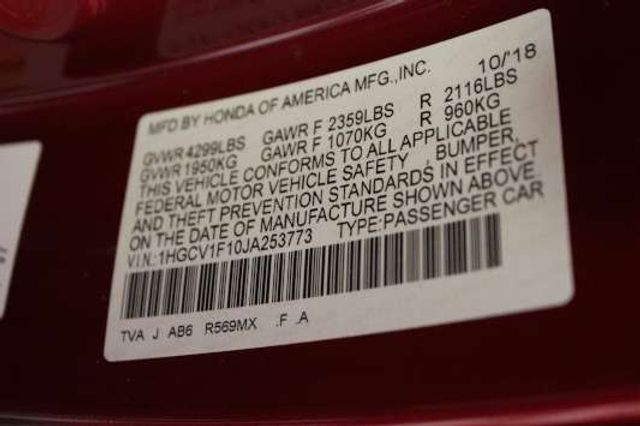 MFD BY HONDA OF AMERICA MFG.,INC. 10/'18
GVWR 4299LBS GAWR F 2359LBS R 2116LBS
GVWR 1950KG GAWR F 1070KG R 960KG
THIS VEHICLE CONFORMS TO ALL APPLICABLE
FEDERAL MOTOR VEHICLE SAFETY , BUMPER,
AND THEFT PREVENTION STANDARDS IN EFFECT
ON THE DATE OF MANUFACTURE SHOWN ABOVE.
V.I.N.:1HGCV1F10JA253773 TYPE:PASSENGER CAR
TVA J AB6 R569MX .F .A